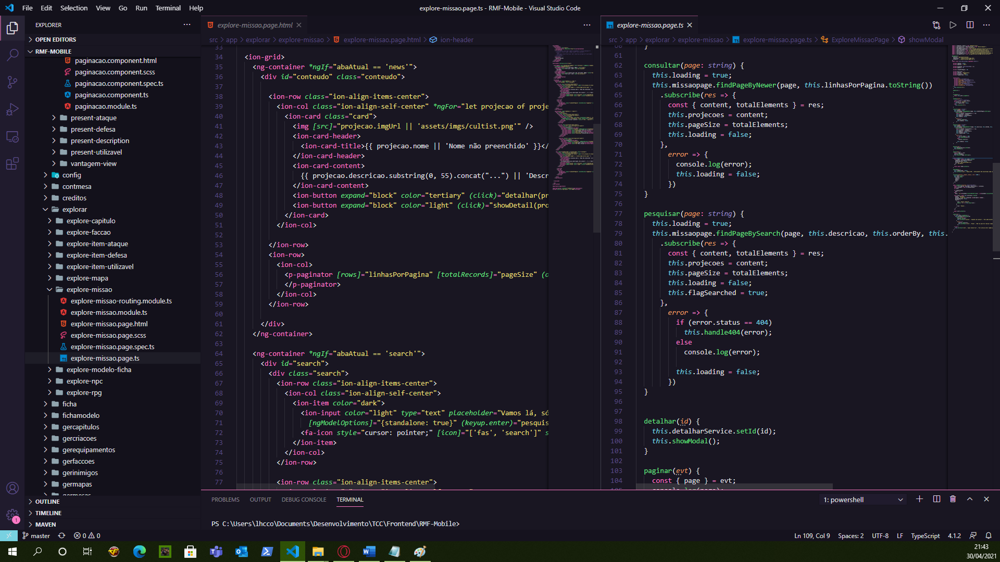 File Edit Selection View Go Run Terminal Help
explore-missao.page.ts - RMF-Mobile - Visual Studio Code
EXPLORER
OPEN EDITORS
RMF-MOBILE
paginacao.component.html
paginacao.component.scss
paginacao.component.spec.ts
paginacao.component.ts
paginacao.module.ts
present-ataque
present-defesa
present-description
present-utilizavel
vantagem-view
config
contmesa
creditos
explorar
explore-capitulo
explore-faccao
explore-item-ataque
explore-item-defesa
explore-item-utilizavel
explore-mapa
explore-missao
explore-missao-routing.module.ts
explore-missao.module.ts
explore-missao.page.html
explore-missao.page.scss
explore-missao.page.spec.ts
explore-missao.page.ts
explore-modelo-ficha
explore-npc
explore-rpg
ficha
fichamodelo
gercapitulos
gercriacoes
gerequipamentos
gerfaccoes
gerinimigos
germapas
OUTLINE
TIMELINE
MAVEN
explore-missao.page.html
src > app > explorar > explore-missao > explore-missao.page.html > ion-header
33
34 <ion-grid>
35 <ng-container *ngIf="abaAtual == 'news'">
36 <div id="conteudo" class="conteudo">
37
38 <ion-row class="ion-align-items-center">
39 <ion-col class="ion-align-self-center" *ngFor="let projecao of proje
40 <ion-card class="card">
41 <img [src]="projecao.imgUrl || 'assets/imgs/cultist.png'" />
42 <ion-card-header>
43 <ion-card-title>{{ projecao.nome || 'Nome não preenchido' }}</
44 </ion-card-header>
45 <ion-card-content>
46 {{ projecao.descricao.substring(0, 55).concat("...") || 'Descr
47 </ion-card-content>
48 <ion-button expand="block" color="tertiary" (click)="detalhar(pr
49 <ion-button expand="block" color="light" (click)="showDetail(pro
50 </ion-card>
51 </ion-col>
52
53 </ion-row>
54 <ion-row>
55 <ion-col>
56 <p-paginator [rows]="linhasPorPagina" [totalRecords]="pageSize" (o
57 </p-paginator>
58 </ion-col>
59 </ion-row>
60
61 </div>
62 </ng-container>
63
64 <ng-container *ngIf="abaAtual == 'search'">
65 <div id="search">
66 <div class="search">
67 <ion-row class="ion-align-items-center">
68 <ion-col class="ion-align-self-center">
69 <ion-item color="dark">
70 <ion-input color="light" type="text" placeholder="Vamos lá, só
71 [ngModelOptions]="{standalone: true}" (keyup.enter)="pesquis
72 <fa-icon style="cursor: pointer;" [icon]="['fas', 'search']" s
73 </ion-item>
74 </ion-col>
75 </ion-row>
76
77 <ion-row class="ion-align-items-center">
explore-missao.page.ts
src > app > explorar > explore-missao > explore-missao.page.ts > ExploreMissaoPage > showModal
60 }
61
62 consultar(page: string) {
63 this.loading = true;
64 this.missaopage.findPageByNewer(page, this.linhasPorPagina.toString())
65 .subscribe(res => {
66 const { content, totalElements } = res;
67 this.projecoes = content;
68 this.pageSize = totalElements;
69 this.loading = false;
70 },
71 error => {
72 console.log(error);
73 this.loading = false;
74 })
75 }
76
77 pesquisar(page: string) {
78 this.loading = true;
79 this.missaopage.findPageBySearch(page, this.descricao, this.orderBy, this.
80 .subscribe(res => {
81 const { content, totalElements } = res;
82 this.projecoes = content;
83 this.pageSize = totalElements;
84 this.loading = false;
85 this.flagSearched = true;
86 },
87 error => {
88 if (error.status == 404)
89 this.handle404(error);
90 else
91 console.log(error);
92
93 this.loading = false;
94 })
95 }
96
97
98 detalhar(id) {
99 this.detalharService.setId(id);
100 this.showModal();
101 }
102
103 paginar(evt) {
104 const { page } = evt;
PROBLEMS OUTPUT DEBUG CONSOLE TERMINAL
1: powershell
PS C:\Users\lhcco\Documents\Desenvolvimento\TCC\Frontend\RMF-Mobile>
1
master 0 0
Ln 109, Col 9 Spaces: 2 UTF-8 LF TypeScript 4.1.2
21:43
30/04/2021